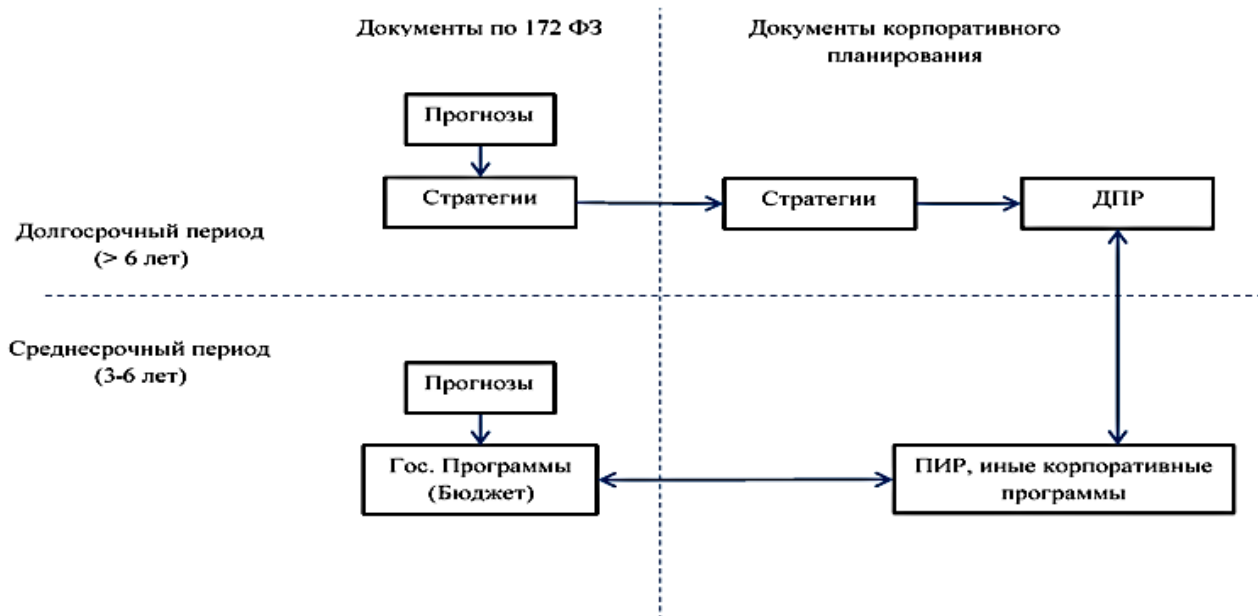 Документы по 172 ФЗ
Документы корпоративного
планирования
Прогнозы
Стратегии
Стратегии
ДПР
Долгосрочный период
(> 6 лет)
Среднесрочный период
(3-6 лет)
Прогнозы
Гос. Программы
(Бюджет)
ПИР, иные корпоративные
программы